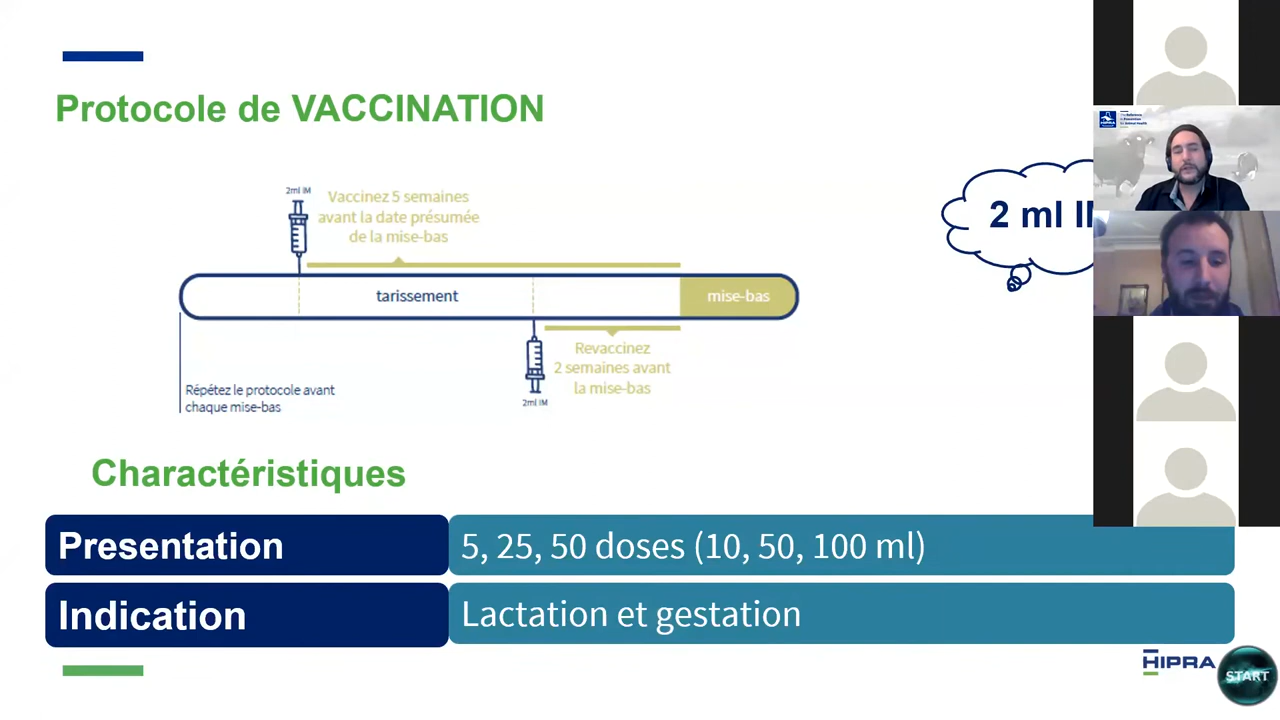 Protocole de VACCINATION
2ml IM
Vaccinez 5 semaines
avant la date présumée
de la mise-bas
2 ml I
tarissement
mise-bas
Revaccinez
2 semaines avant
la mise-bas
2ml IM
Répétez le protocole avant
chaque mise-bas
Charactéristiques
Presentation
5, 25, 50 doses (10, 50, 100 ml)
Indication
Lactation et gestation
HIPRA
START